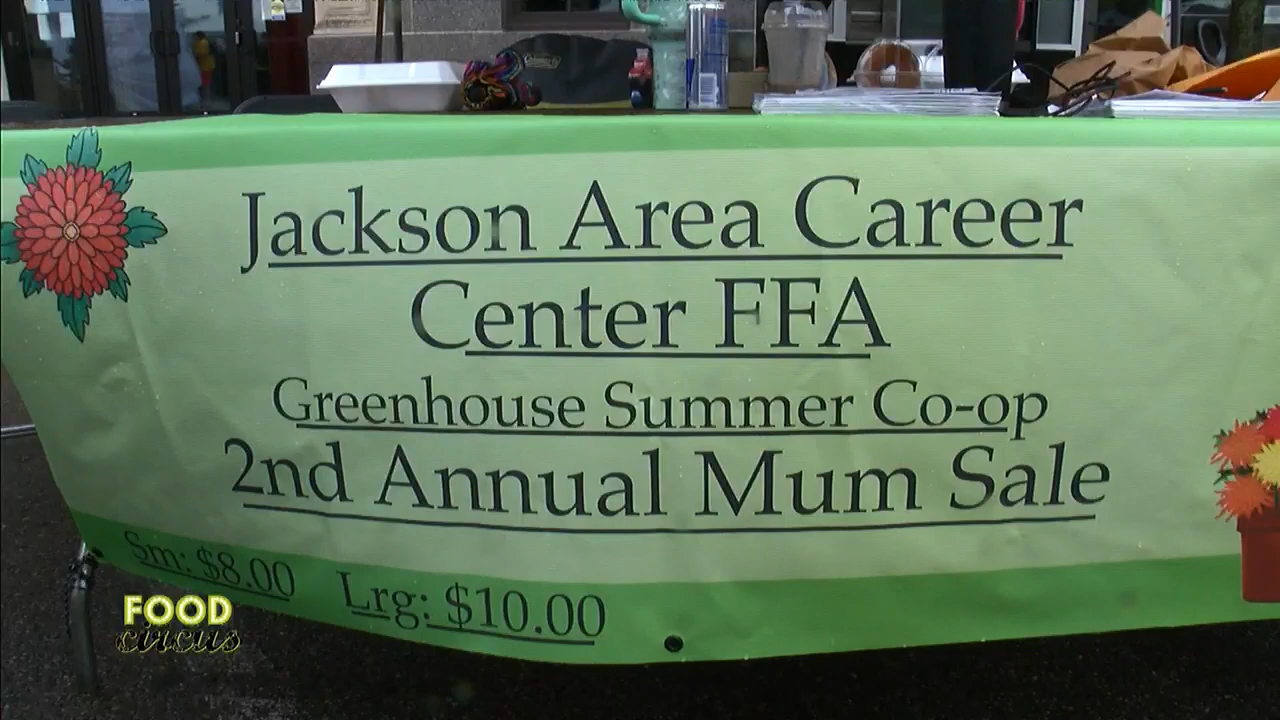 Jackson Area Career
Center FFA
Greenhouse Summer Co-op
2nd Annual Mum Sale
Sm: $8.00 Lrg: $10.00
FOOD
circus